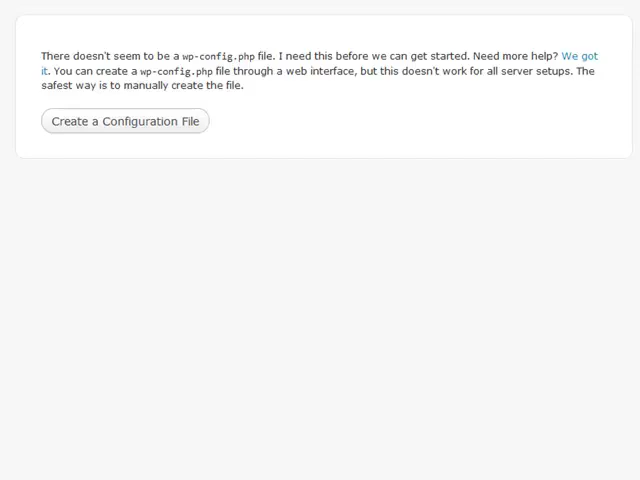 There doesn't seem to be a wp-config.php file. I need this before we can get started. Need more help? We got
it. You can create a wp-config.php file through a web interface, but this doesn't work for all server setups. The
safest way is to manually create the file.
Create a Configuration File